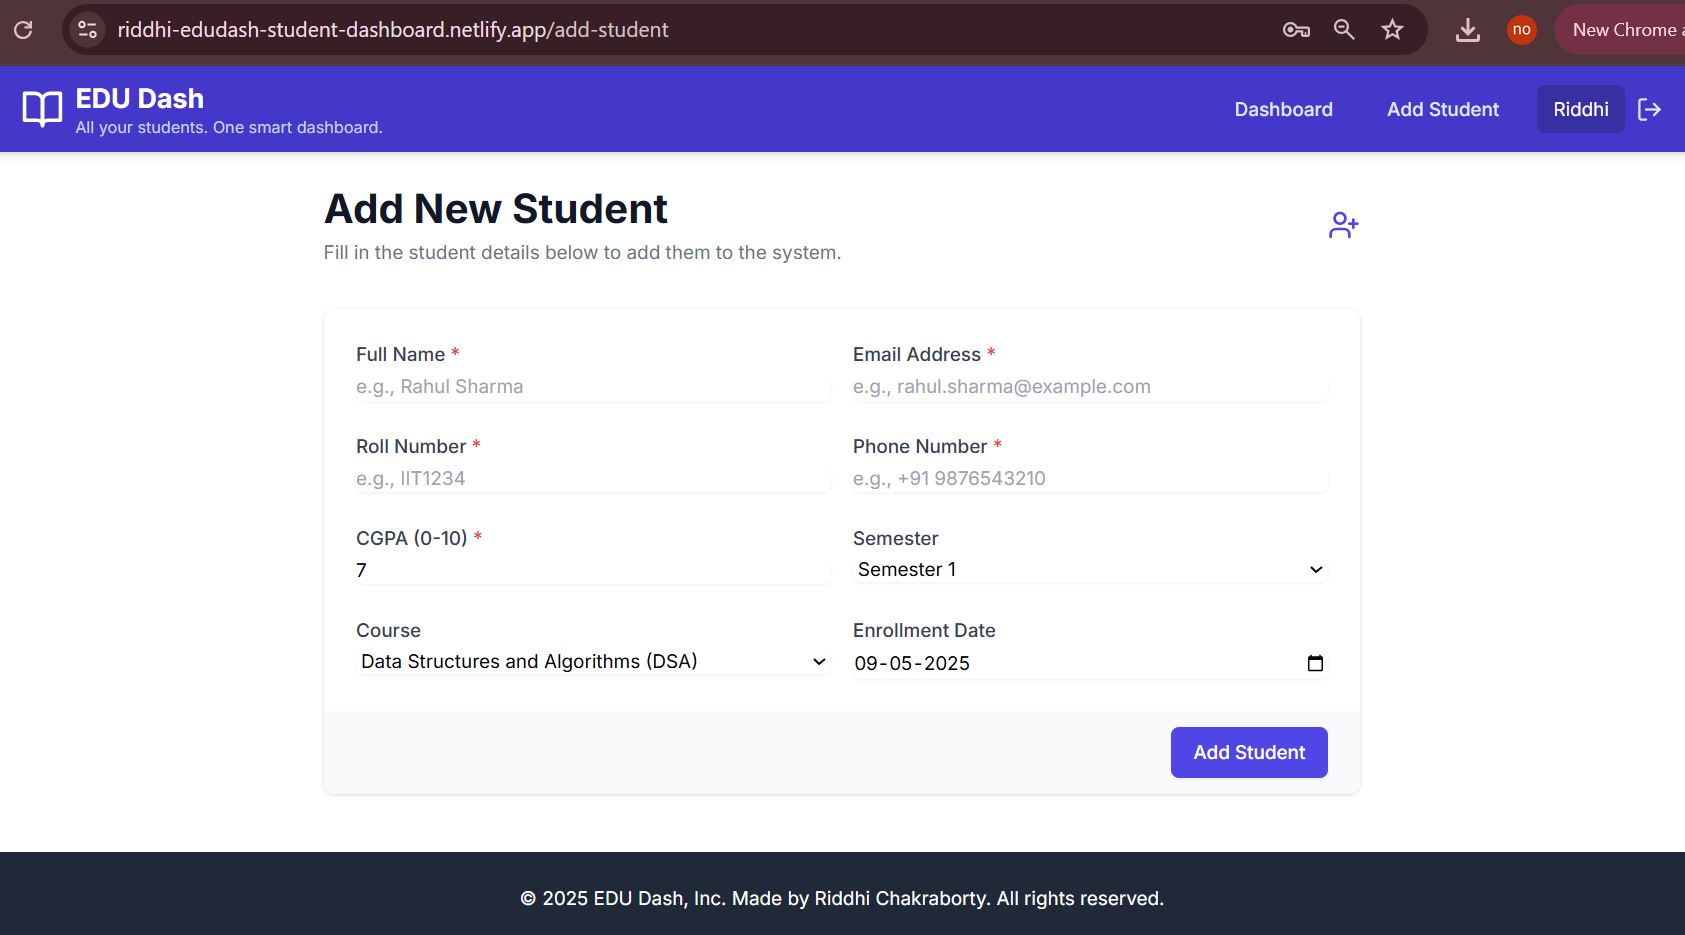 riddhi-edudash-student-dashboard.netlify.app/add-student
no
New Chrome a
EDU Dash
All your students. One smart dashboard.
Dashboard
Add Student
Riddhi
Add New Student
Fill in the student details below to add them to the system.
Full Name *
Email Address *
e.g., Rahul Sharma
e.g., rahul.sharma@example.com
Roll Number *
Phone Number *
e.g., IIT1234
e.g., +91 9876543210
CGPA (0-10) *
Semester
7
Semester 1
Course
Enrollment Date
Data Structures and Algorithms (DSA)
09-05-2025
Add Student
© 2025 EDU Dash, Inc. Made by Riddhi Chakraborty. All rights reserved.